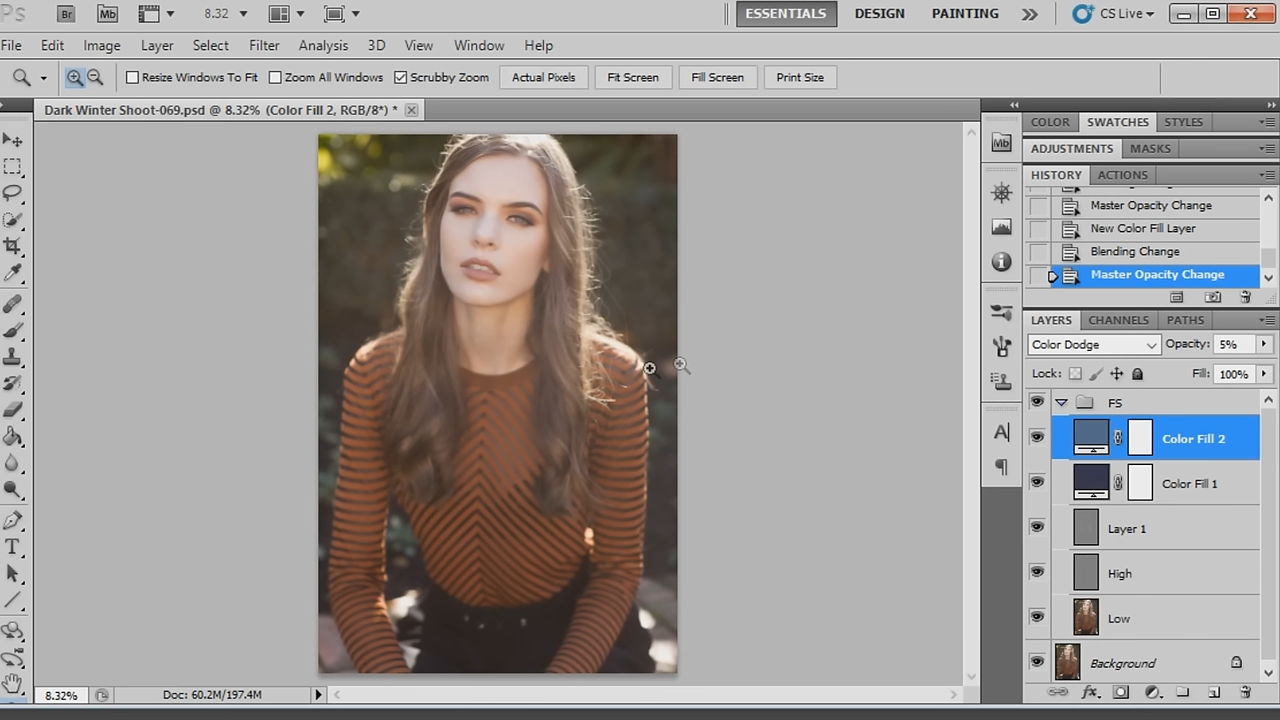 Ps Br Mb 8.32 ESSENTIALS DESIGN PAINTING CS Live
File Edit Image Layer Select Filter Analysis 3D View Window Help
Resize Windows To Fit Zoom All Windows Scrubby Zoom Actual Pixels Fit Screen Fill Screen Print Size
Dark Winter Shoot-069.psd @ 8.32% (Color Fill 2, RGB/8*) *
COLOR SWATCHES STYLES
Mb
ADJUSTMENTS MASKS
HISTORY ACTIONS
Master Opacity Change
New Color Fill Layer
Blending Change
Master Opacity Change
LAYERS CHANNELS PATHS
Color Dodge Opacity: 5%
Lock: Fill: 100%
FS
Color Fill 2
Color Fill 1
Layer 1
High
Low
Background
8.32% Doc: 60.2M/197.4M